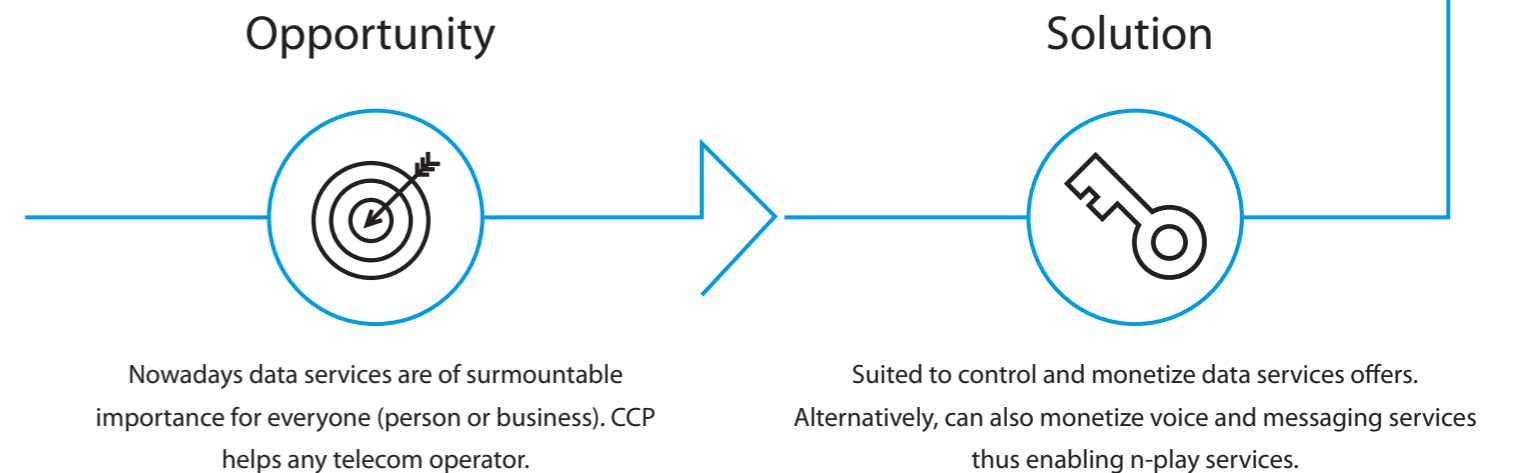 Opportunity
Nowadays data services are of surmountable
importance for everyone (person or business). CCP
helps any telecom operator.
Solution
Suited to control and monetize data services offers.
Alternatively, can also monetize voice and messaging services
thus enabling n-play services.